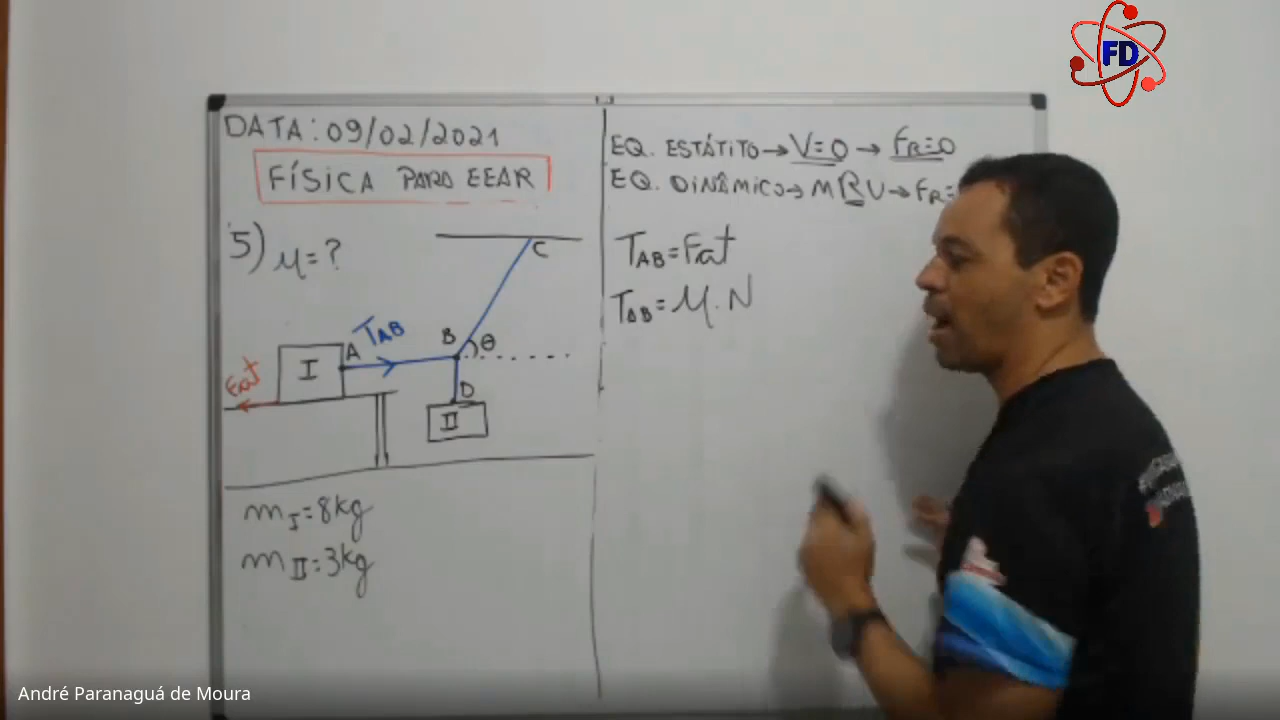 FD
DATA: 09/02/2021
FÍSICA PARA EEAR
5) μ=?
C
TAB
B
θ
A
I
Fat
D
II
mI=8kg
mII=3kg
EQ. ESTÁTITO→V=0→FR=0
EQ. DINÂMICO→MRU→FR=
TAB=Fat
TAB=μ.N
André Paranaguá de Moura